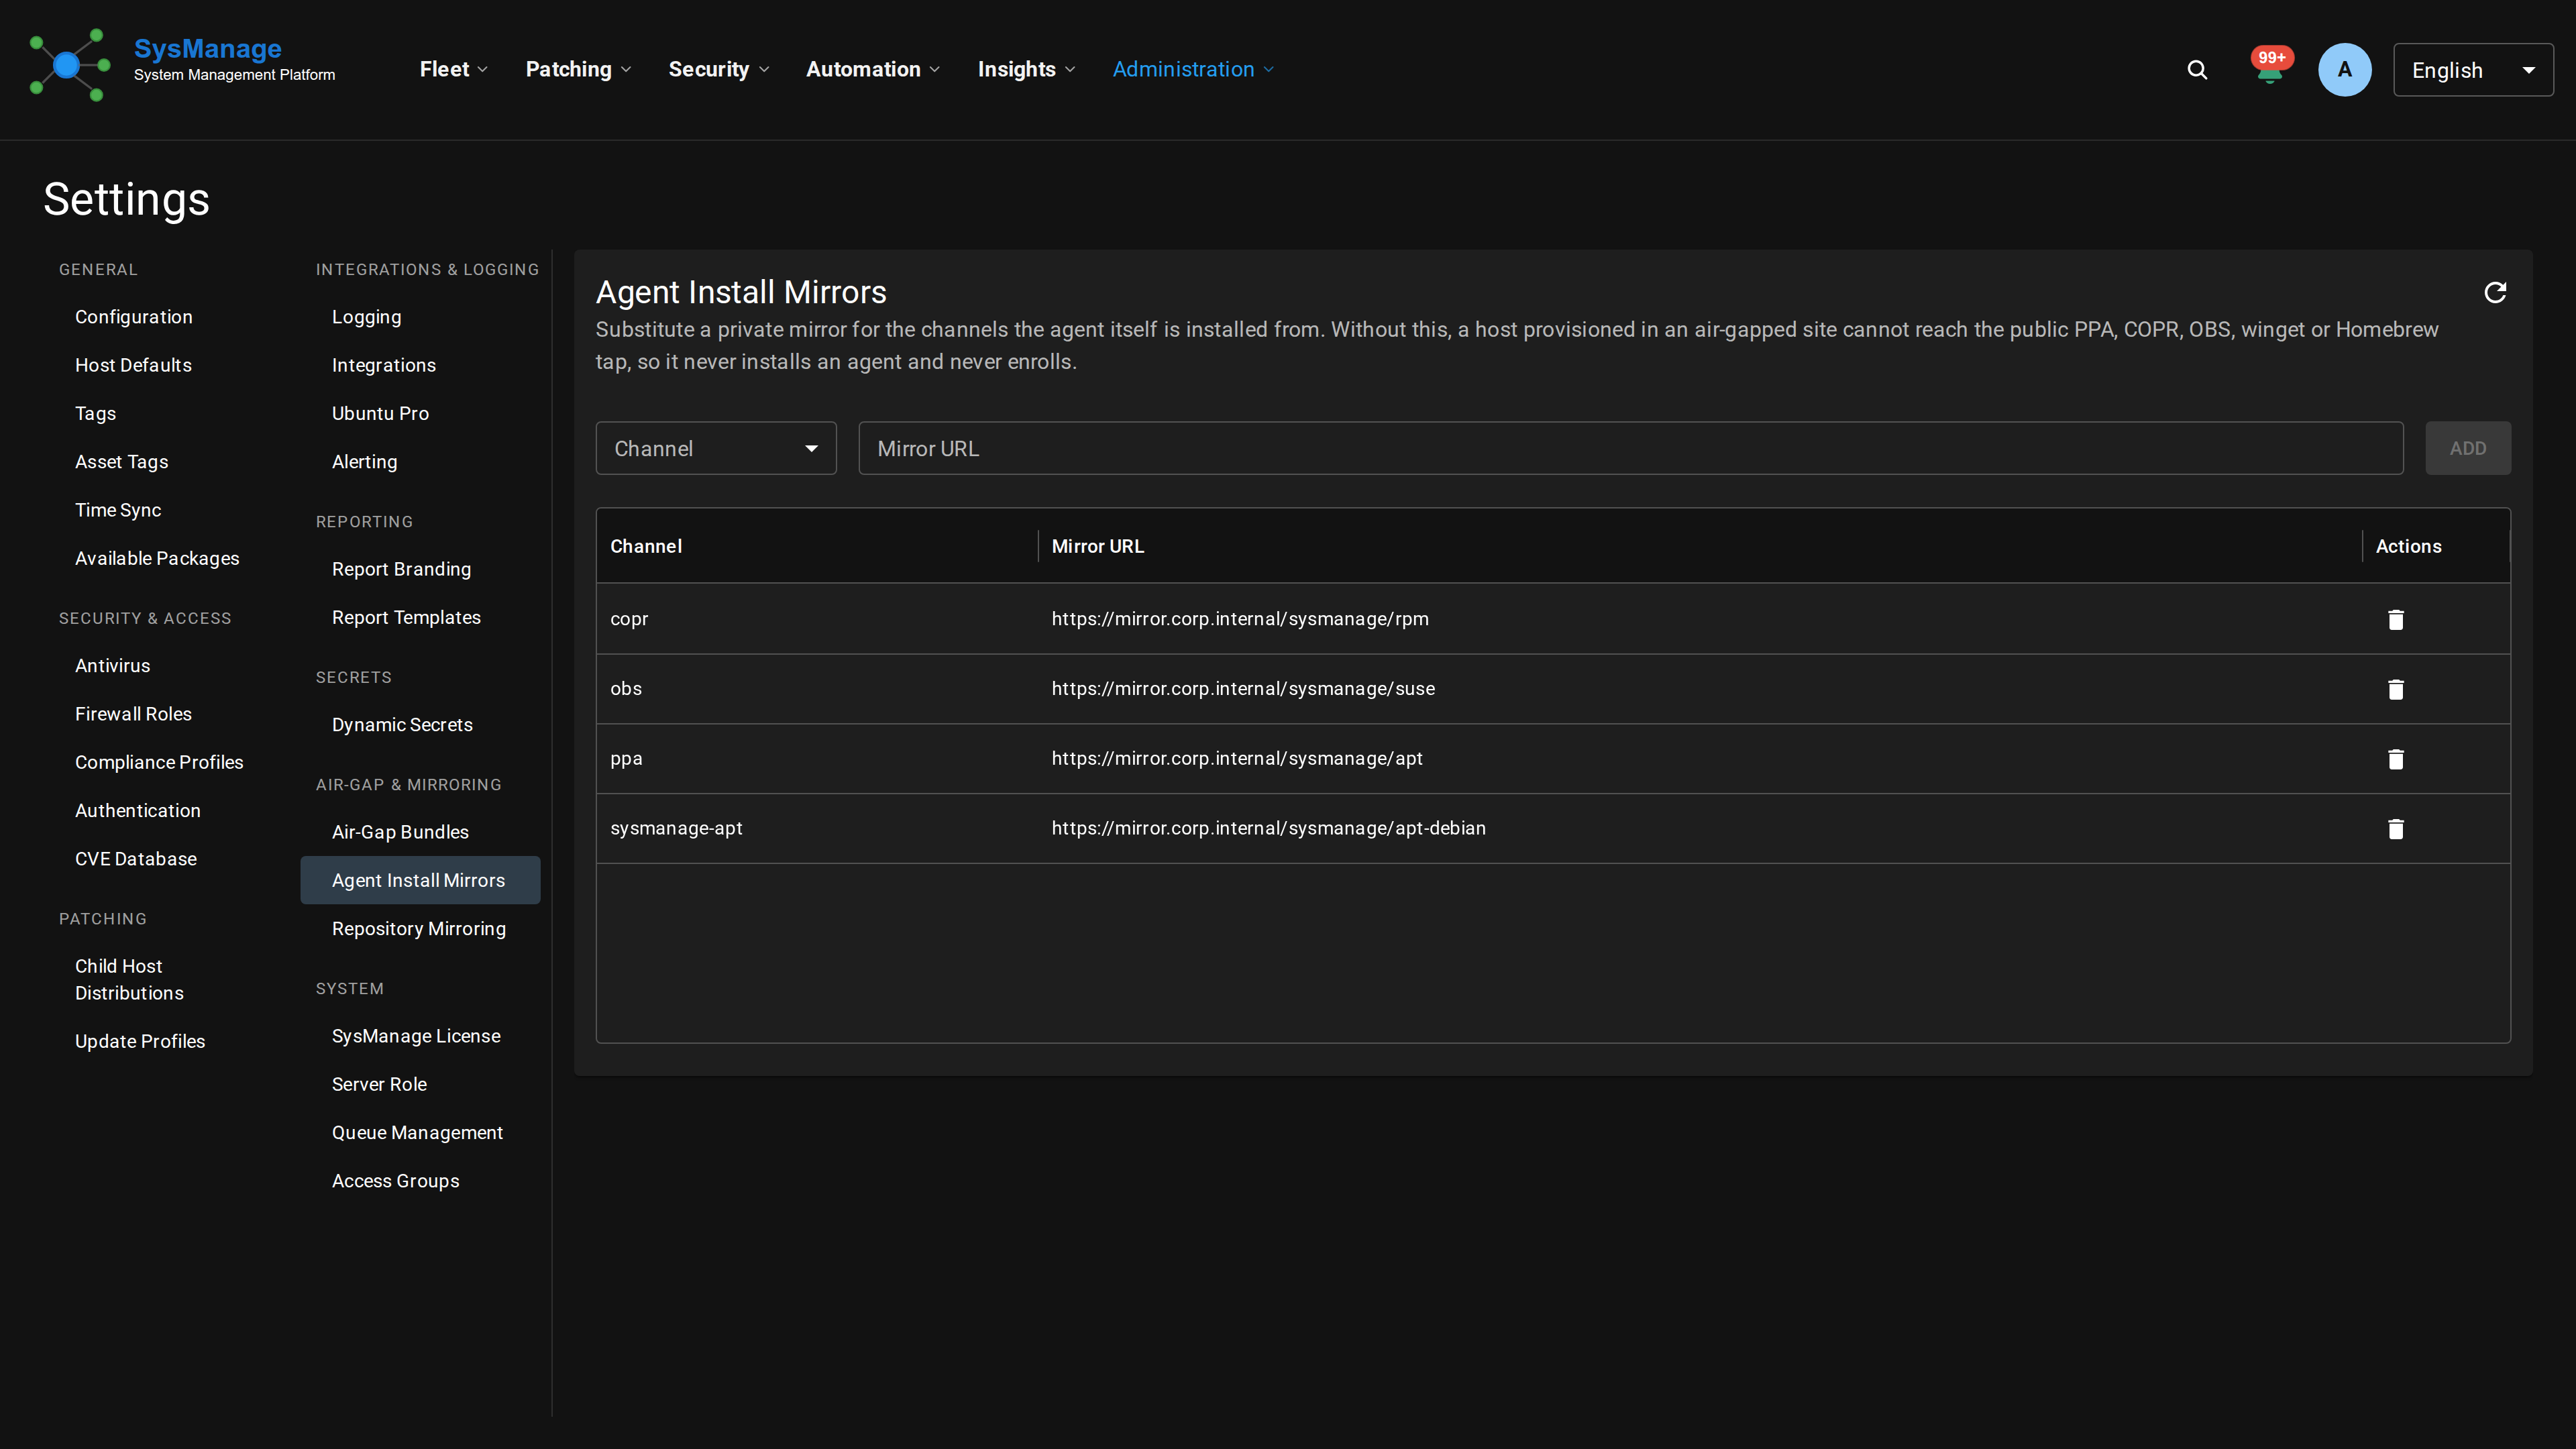 SysManage
System Management Platform
Fleet
Patching
Security
Automation
Insights
Administration
99+
A
English
Settings
GENERAL
Configuration
Host Defaults
Tags
Asset Tags
Time Sync
Available Packages
SECURITY & ACCESS
Antivirus
Firewall Roles
Compliance Profiles
Authentication
CVE Database
PATCHING
Child Host
Distributions
Update Profiles
INTEGRATIONS & LOGGING
Logging
Integrations
Ubuntu Pro
Alerting
REPORTING
Report Branding
Report Templates
SECRETS
Dynamic Secrets
AIR-GAP & MIRRORING
Air-Gap Bundles
Agent Install Mirrors
Repository Mirroring
SYSTEM
SysManage License
Server Role
Queue Management
Access Groups
Agent Install Mirrors
Substitute a private mirror for the channels the agent itself is installed from. Without this, a host provisioned in an air-gapped site cannot reach the public PPA, COPR, OBS, winget or Homebrew
tap, so it never installs an agent and never enrolls.
Channel
Mirror URL
ADD
Channel Mirror URL Actions
copr https://mirror.corp.internal/sysmanage/rpm
obs https://mirror.corp.internal/sysmanage/suse
ppa https://mirror.corp.internal/sysmanage/apt
sysmanage-apt https://mirror.corp.internal/sysmanage/apt-debian